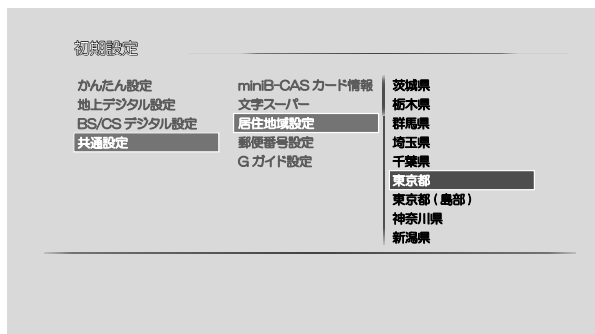 初期設定
かんたん設定
地上デジタル設定
BS/CS デジタル設定
共通設定
miniB-CAS カード情報
文字スーパー
居住地域設定
郵便番号設定
G ガイド設定
茨城県
栃木県
群馬県
埼玉県
千葉県
東京都
東京都 ( 島部 )
神奈川県
新潟県